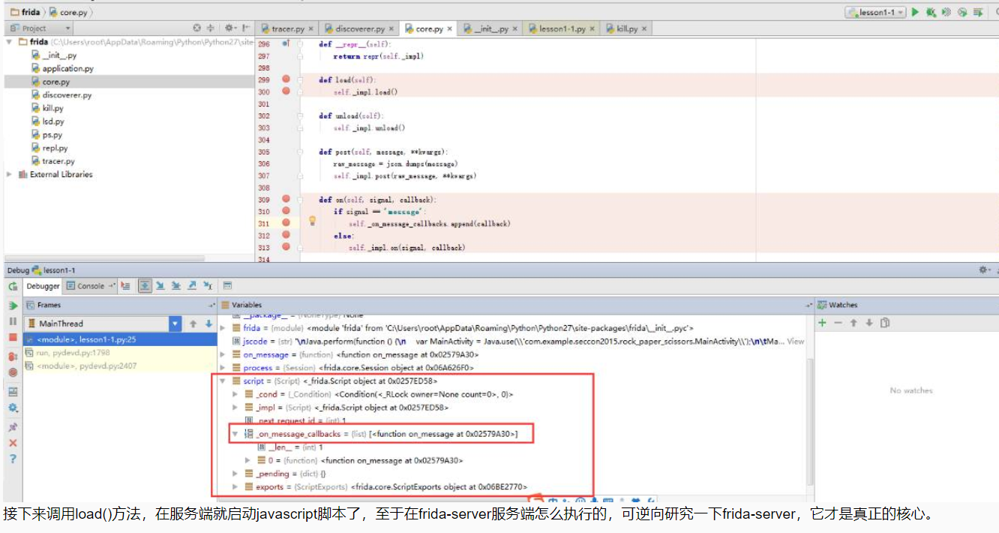 frida core.py lesson1-1
Project tracer.py discoverer.py core.py __init__.py lesson1-1.py kill.py
frida (C:\Users\root\AppData\Roaming\Python\Python27\site
__init__.py
application.py
core.py
discoverer.py
kill.py
lsd.py
ps.py
repl.py
tracer.py
External Libraries
296 def __repr__(self):
297 return repr(self._impl)
298
299 def load(self):
300 self._impl.load()
301
302 def unload(self):
303 self._impl.unload()
304
305 def post(self, message, **kwargs):
306 raw_message = json.dumps(message)
307 self._impl.post(raw_message, **kwargs)
308
309 def on(self, signal, callback):
310 if signal == 'message':
311 self._on_message_callbacks.append(callback)
312 else:
313 self._impl.on(signal, callback)
314
Debug lesson1-1
Debugger Console
Frames Variables Watches
MainThread
<module>, lesson1-1.py:25
run, pydevd.py:1798
<module>, pydevd.py:2407
__package__ = {NoneType} None
frida = {module} <module 'frida' from 'C:\Users\root\AppData\Roaming\Python\Python27\site-packages\frida\__init__.pyc'>
jscode = {str} '\nJava.perform(function () {\n var MainActivity = Java.use(\\'com.example.seccon2015.rock_paper_scissors.MainActivity\\');\n\tMa... View
on_message = {function} <function on_message at 0x02579A30>
process = {Session} <frida.core.Session object at 0x06A626F0>
script = {Script} <_frida.Script object at 0x0257ED58>
_cond = {_Condition} <Condition(<_RLock owner=None count=0>, 0)>
_impl = {Script} <_frida.Script object at 0x0257ED58>
_next_request_id = {int} 1
_on_message_callbacks = {list} [<function on_message at 0x02579A30>]
__len__ = {int} 1
0 = {function} <function on_message at 0x02579A30>
_pending = {dict} {}
exports = {ScriptExports} <frida.core.ScriptExports object at 0x06BE2770>
No watches
接下来调用load()方法，在服务端就启动javascript脚本了，至于在frida-server服务端怎么执行的，可逆向研究一下frida-server，它才是真正的核心。